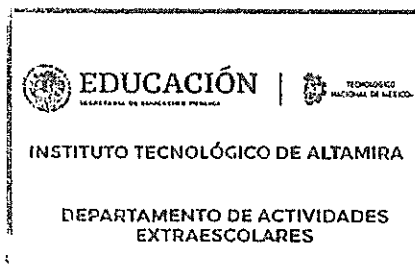 EDUCACIÓN
SECRETARÍA DE EDUCACIÓN PÚBLICA
TECNOLÓGICO
NACIONAL DE MÉXICO
INSTITUTO TECNOLÓGICO DE ALTAMIRA
DEPARTAMENTO DE ACTIVIDADES
EXTRAESCOLARES